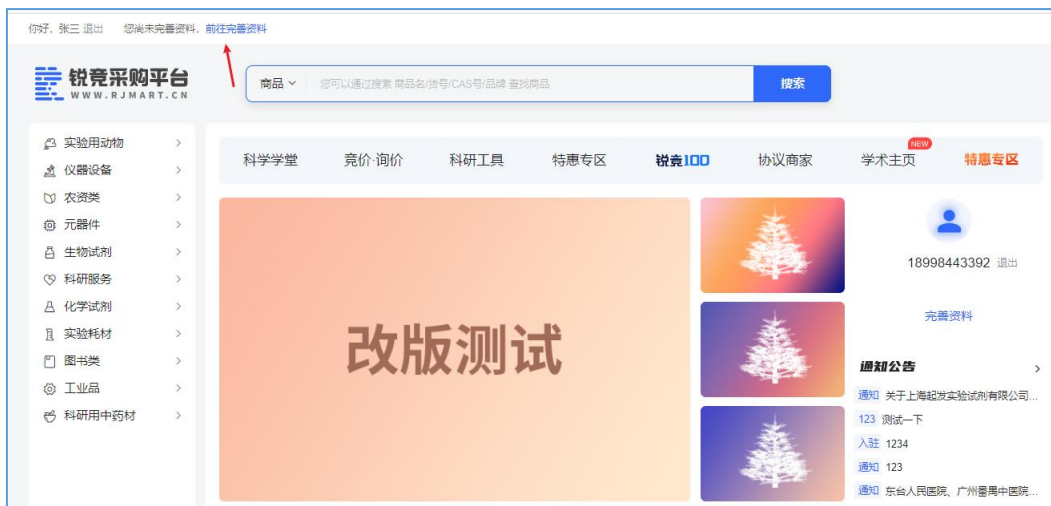 你好，张三 退出 您尚未完善资料，前往完善资料
锐竞采购平台
WWW.RJMART.CN
商品 您可以通过搜索 商品名/货号/CAS号/品牌 查找商品 搜索
实验用动物
仪器设备
农资类
元器件
生物试剂
科研服务
化学试剂
实验耗材
图书类
工业品
科研用中药材
科学学堂 竞价·询价 科研工具 特惠专区 锐竞100 协议商家 学术主页 NEW 特惠专区
改版测试
18998443392 退出
完善资料
通知公告
通知 关于上海起发实验试剂有限公司...
123 测试一下
入驻 1234
通知 123
通知 东台人民医院、广州番禺中医院...